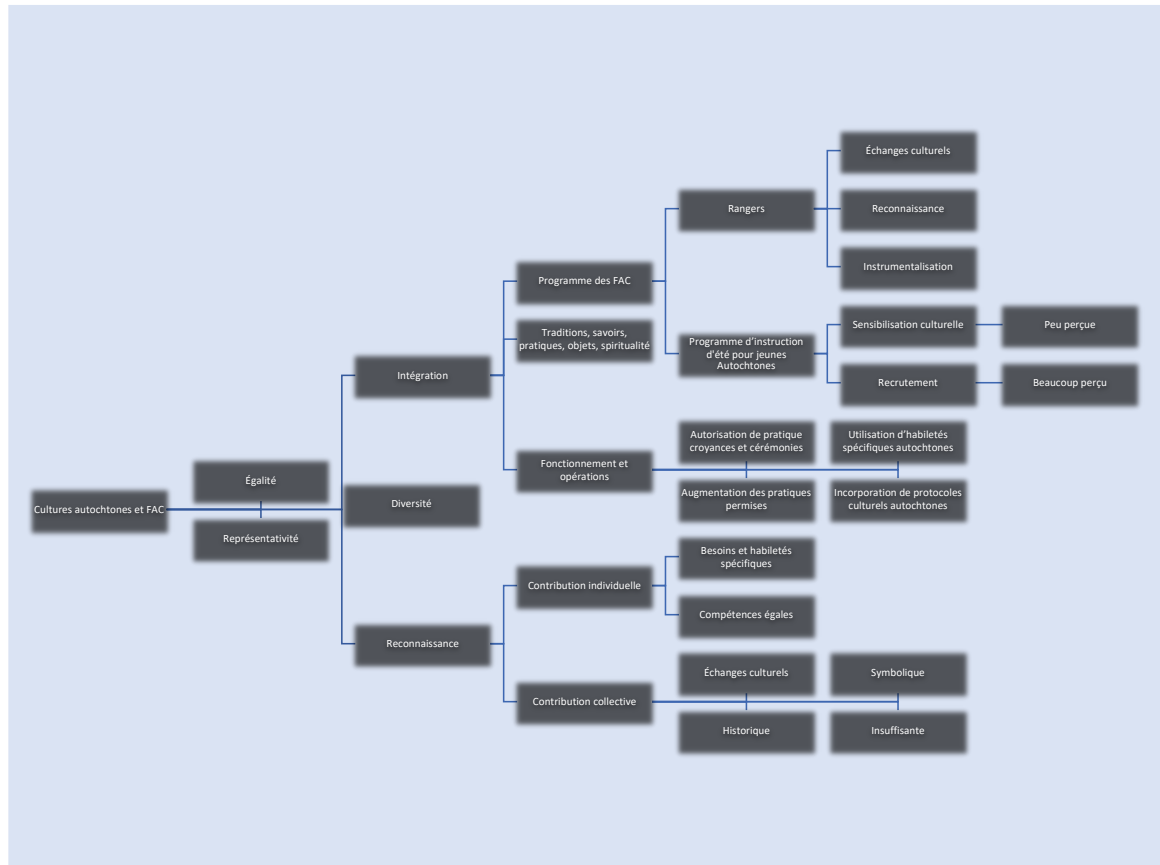 Cultures autochtones et FAC
Égalité
Représentativité
Intégration
Diversité
Reconnaissance
Programme des FAC
Traditions, savoirs,
pratiques, objets, spiritualité
Fonctionnement et
opérations
Contribution individuelle
Contribution collective
Rangers
Programme d'instruction
d'été pour jeunes
Autochtones
Échanges culturels
Reconnaissance
Instrumentalisation
Sensibilisation culturelle
Peu perçue
Recrutement
Beaucoup perçu
Autorisation de pratique
croyances et cérémonies
Utilisation d'habiletés
spécifiques autochtones
Augmentation des pratiques
permises
Incorporation de protocoles
culturels autochtones
Besoins et habiletés
spécifiques
Compétences égales
Échanges culturels
Symbolique
Historique
Insuffisante